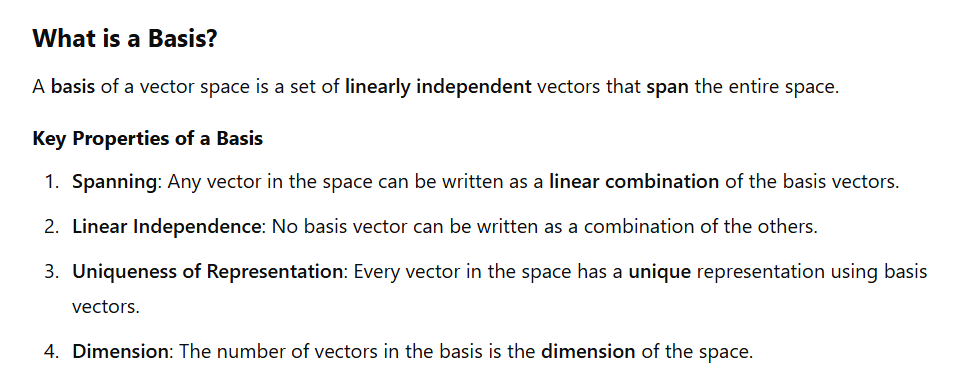 What is a Basis?
A basis of a vector space is a set of linearly independent vectors that span the entire space.
Key Properties of a Basis
1. Spanning: Any vector in the space can be written as a linear combination of the basis vectors.
2. Linear Independence: No basis vector can be written as a combination of the others.
3. Uniqueness of Representation: Every vector in the space has a unique representation using basis
vectors.
4. Dimension: The number of vectors in the basis is the dimension of the space.